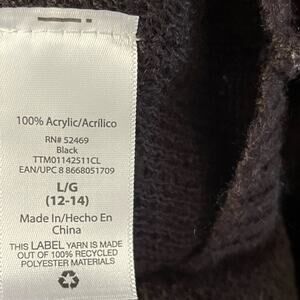 100% Acrylic/Acrílico
RN# 52469
Black
TTM01142511CL
EAN/UPC 8 8668051709
L/G
(12-14)
Made In/Hecho En
China
THIS LABEL YARN IS MADE
OUT OF 100% RECYCLED
POLYESTER MATERIALS